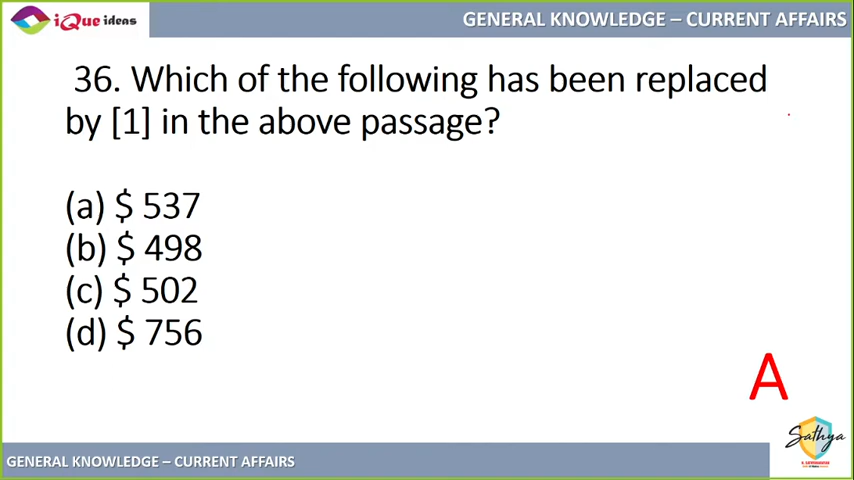 iQue ideas
GENERAL KNOWLEDGE – CURRENT AFFAIRS
36. Which of the following has been replaced
by [1] in the above passage?
(a) $ 537
(b) $ 498
(c) $ 502
(d) $ 756
A
Sathya
GENERAL KNOWLEDGE – CURRENT AFFAIRS